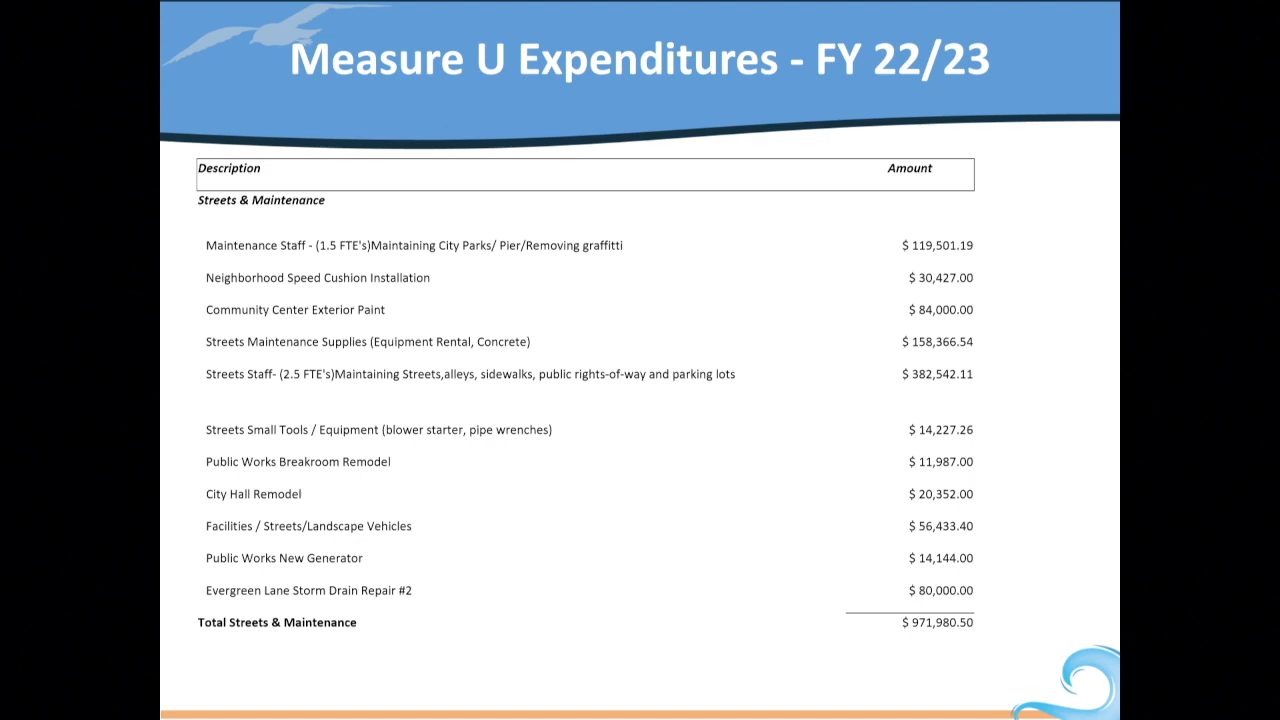 Measure U Expenditures - FY 22/23
Description Amount
Streets & Maintenance
Maintenance Staff - (1.5 FTE's)Maintaining City Parks/ Pier/Removing graffitti $ 119,501.19
Neighborhood Speed Cushion Installation $ 30,427.00
Community Center Exterior Paint $ 84,000.00
Streets Maintenance Supplies (Equipment Rental, Concrete) $ 158,366.54
Streets Staff- (2.5 FTE's)Maintaining Streets,alleys, sidewalks, public rights-of-way and parking lots $ 382,542.11
Streets Small Tools / Equipment (blower starter, pipe wrenches) $ 14,227.26
Public Works Breakroom Remodel $ 11,987.00
City Hall Remodel $ 20,352.00
Facilities / Streets/Landscape Vehicles $ 56,433.40
Public Works New Generator $ 14,144.00
Evergreen Lane Storm Drain Repair #2 $ 80,000.00
Total Streets & Maintenance $ 971,980.50